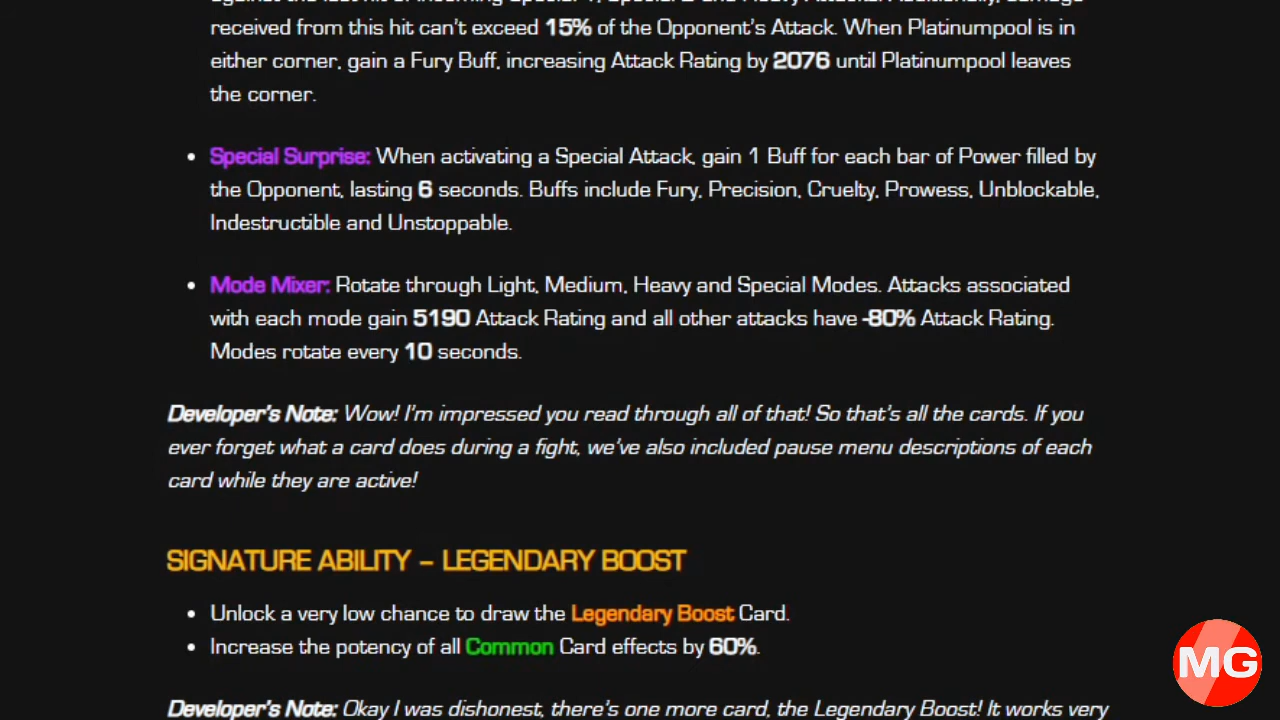 received from this hit can't exceed 15% of the Opponent's Attack. When Platinumpool is in
either corner, gain a Fury Buff, increasing Attack Rating by 2076 until Platinumpool leaves
the corner.
• Special Surprise: When activating a Special Attack, gain 1 Buff for each bar of Power filled by
the Opponent, lasting 6 seconds. Buffs include Fury, Precision, Cruelty, Prowess, Unblockable,
Indestructible and Unstoppable.
• Mode Mixer: Rotate through Light, Medium, Heavy and Special Modes. Attacks associated
with each mode gain 5190 Attack Rating and all other attacks have -80% Attack Rating.
Modes rotate every 10 seconds.
Developer's Note: Wow! I'm impressed you read through all of that! So that's all the cards. If you
ever forget what a card does during a fight, we've also included pause menu descriptions of each
card while they are active!
SIGNATURE ABILITY – LEGENDARY BOOST
• Unlock a very low chance to draw the Legendary Boost Card.
• Increase the potency of all Common Card effects by 60%.
Developer's Note: Okay I was dishonest, there's one more card, the Legendary Boost! It works very
MG